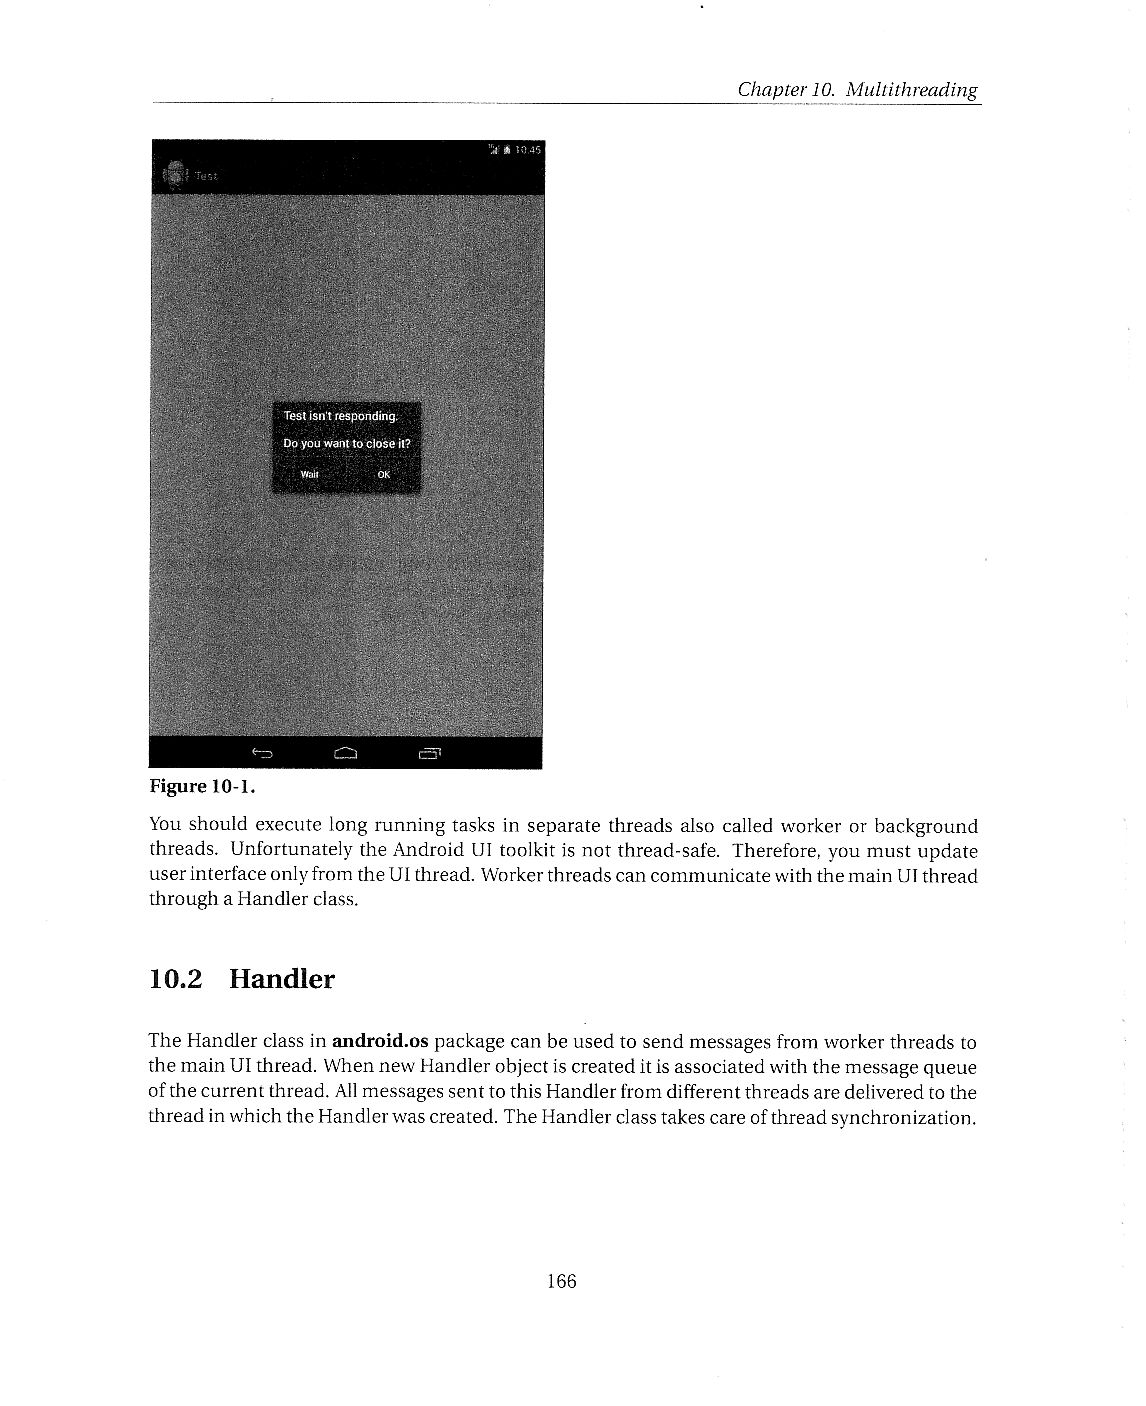 Chapter 10. Multithreading
10:45
Test
Test isn't responding.
Do you want to close it?
Wait OK
Figure 10-1.
You should execute long running tasks in separate threads also called worker or background
threads. Unfortunately the Android UI toolkit is not thread-safe. Therefore, you must update
user interface only from the UI thread. Worker threads can communicate with the main UI thread
through a Handler class.
10.2 Handler
The Handler class in android.os package can be used to send messages from worker threads to
the main UI thread. When new Handler object is created it is associated with the message queue
of the current thread. All messages sent to this Handler from different threads are delivered to the
thread in which the Handler was created. The Handler class takes care of thread synchronization.
166